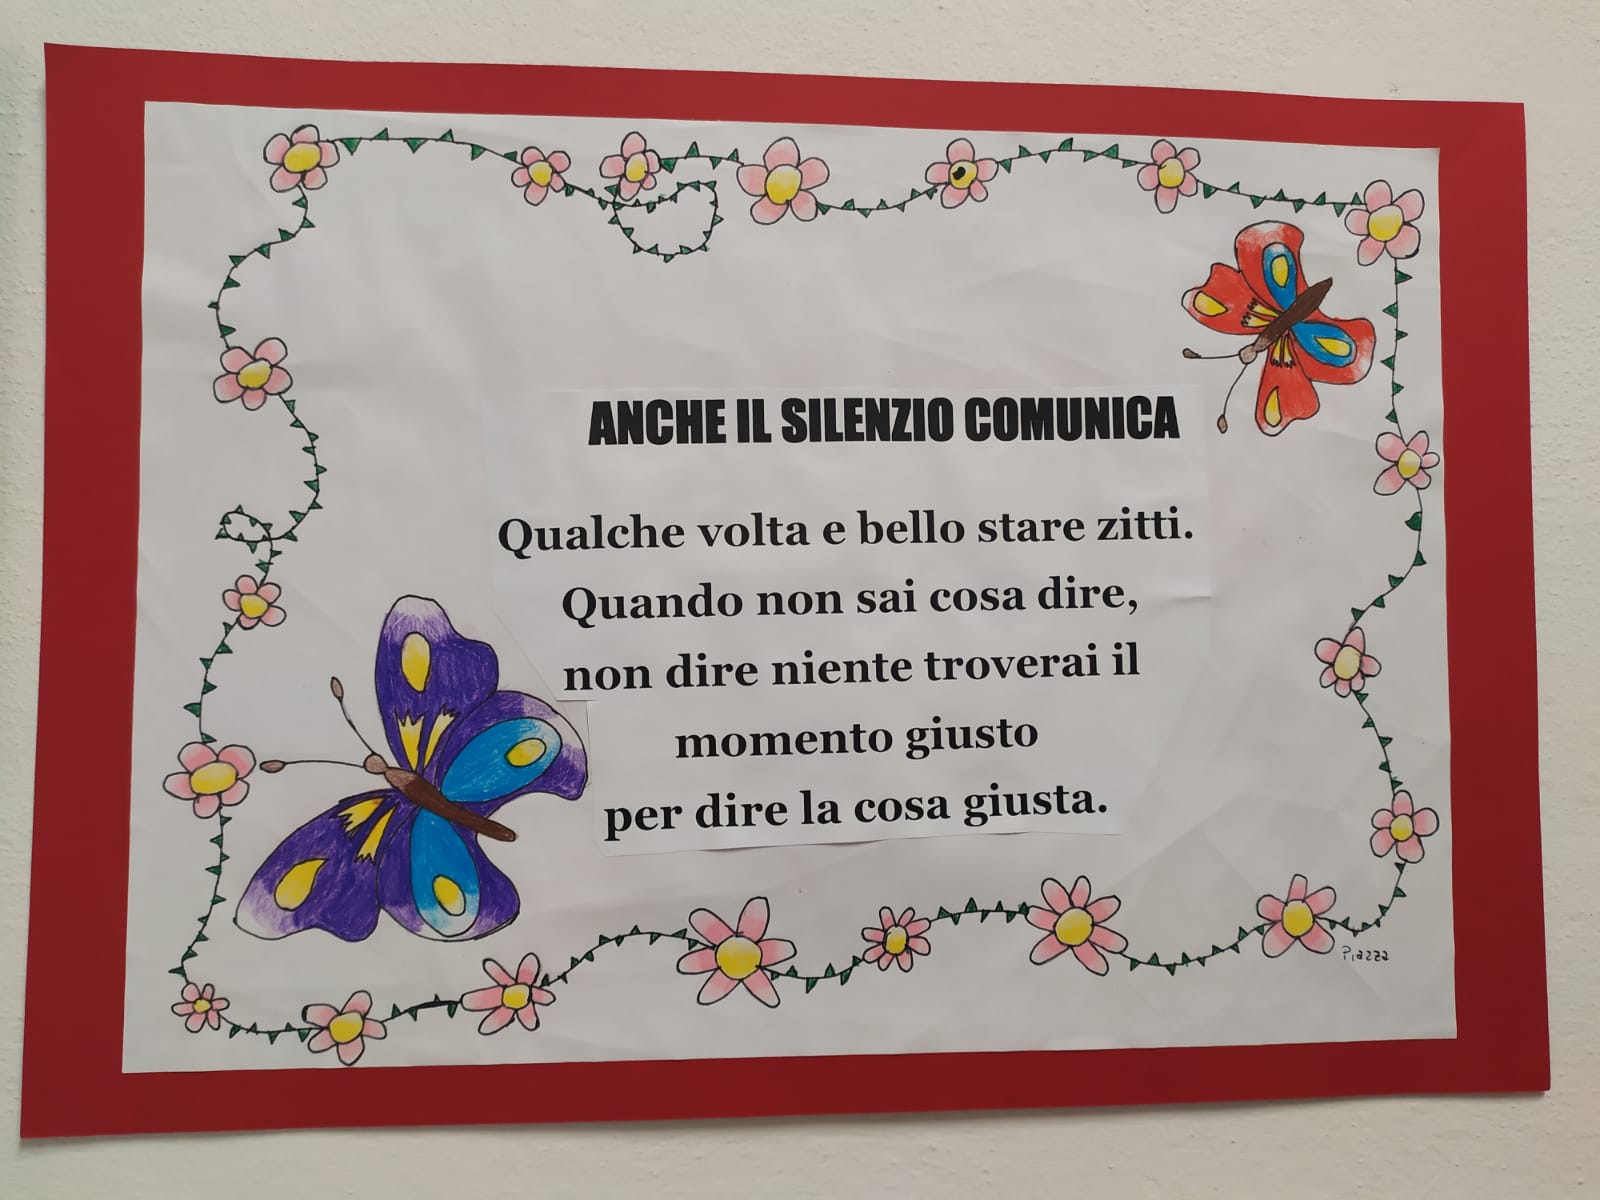 ANCHE IL SILENZIO COMUNICA
Qualche volta e bello stare zitti.
Quando non sai cosa dire,
non dire niente troverai il
momento giusto
per dire la cosa giusta.
Piazza